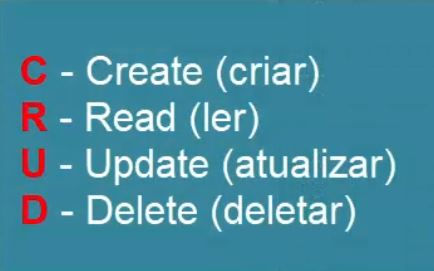 C - Create (criar)
R - Read (ler)
U - Update (atualizar)
D - Delete (deletar)